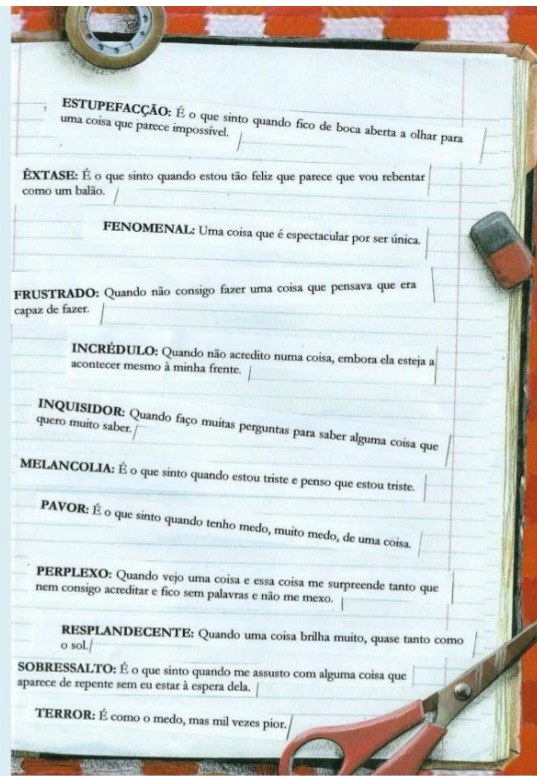 ESTUPEFACÇÃO: É o que sinto quando fico de boca aberta a olhar para
uma coisa que parece impossível.
ÊXTASE: É o que sinto quando estou tão feliz que parece que vou rebentar
como um balão.
FENOMENAL: Uma coisa que é espectacular por ser única.
FRUSTRADO: Quando não consigo fazer uma coisa que pensava que era
capaz de fazer.
INCRÉDULO: Quando não acredito numa coisa, embora ela esteja a
acontecer mesmo à minha frente.
INQUISIDOR: Quando faço muitas perguntas para saber alguma coisa que
quero muito saber.
MELANCOLIA: É o que sinto quando estou triste e penso que estou triste.
PAVOR: É o que sinto quando tenho medo, muito medo, de uma coisa.
PERPLEXO: Quando vejo uma coisa e essa coisa me surpreende tanto que
nem consigo acreditar e fico sem palavras e não me mexo.
RESPLANDECENTE: Quando uma coisa brilha muito, quase tanto como
o sol.
SOBRESSALTO: É o que sinto quando me assusto com alguma coisa que
aparece de repente sem eu estar à espera dela.
TERROR: É como o medo, mas mil vezes pior.